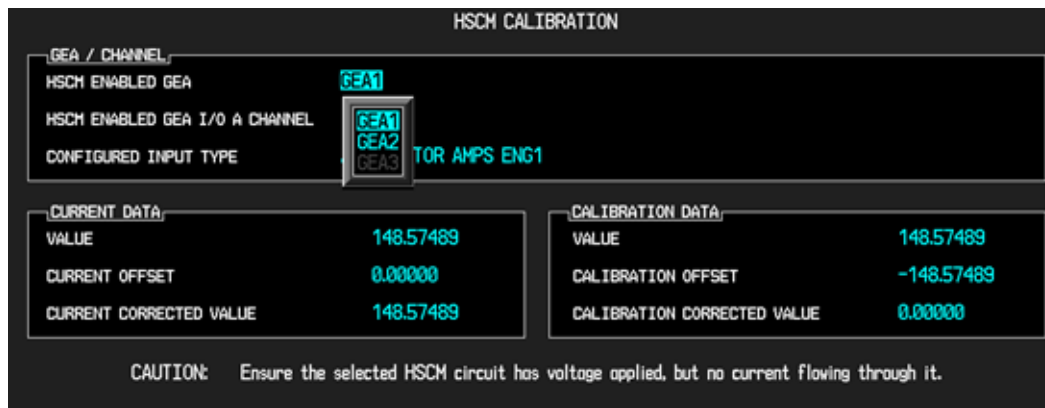 HSCM CALIBRATION
GEA / CHANNEL
HSCM ENABLED GEA GEA1
HSCM ENABLED GEA I/O A CHANNEL
GEA1
GEA2
GEA3
CONFIGURED INPUT TYPE TOR AMPS ENG1
CURRENT DATA
VALUE 148.57489
CURRENT OFFSET 0.00000
CURRENT CORRECTED VALUE 148.57489
CALIBRATION DATA
VALUE 148.57489
CALIBRATION OFFSET -148.57489
CALIBRATION CORRECTED VALUE 0.00000
CAUTION: Ensure the selected HSCM circuit has voltage applied, but no current flowing through it.